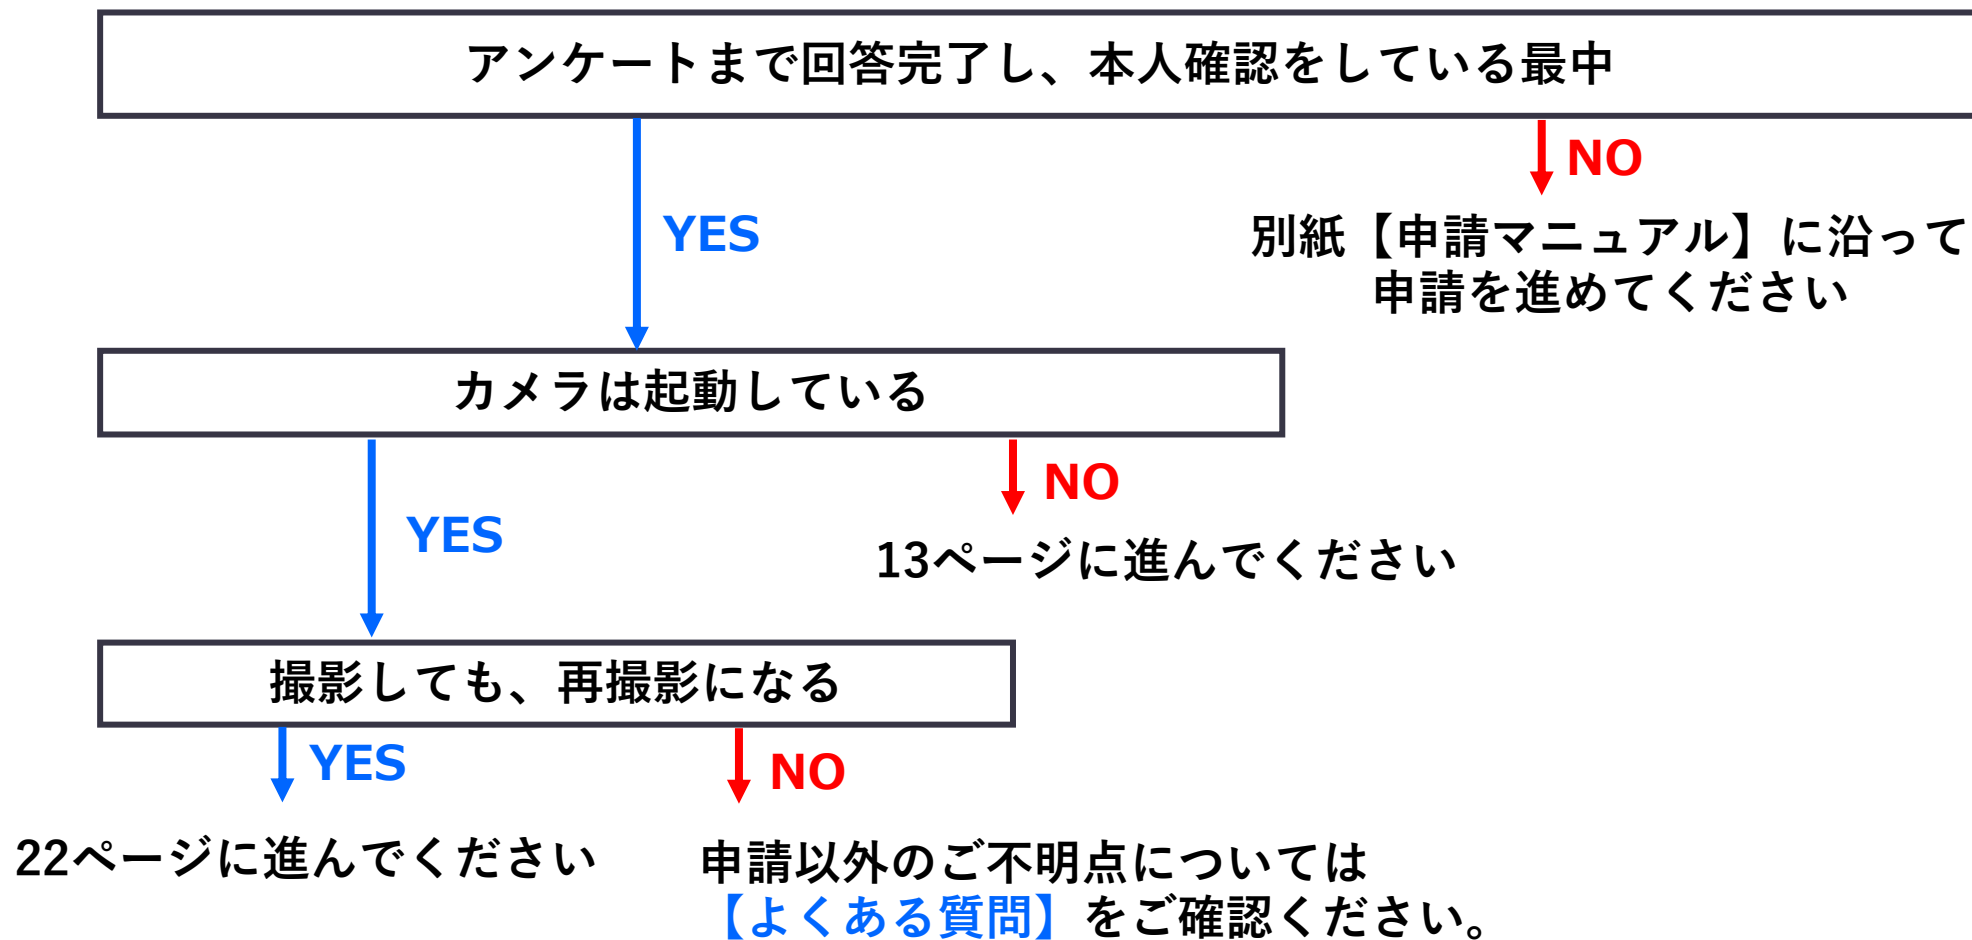 アンケートまで回答完了し、本人確認をしている最中
NO
YES
別紙【申請マニュアル】に沿って
申請を進めてください
カメラは起動している
NO
YES
13ページに進んでください
撮影しても、再撮影になる
YES
NO
22ページに進んでください
申請以外のご不明点については
【よくある質問】をご確認ください。